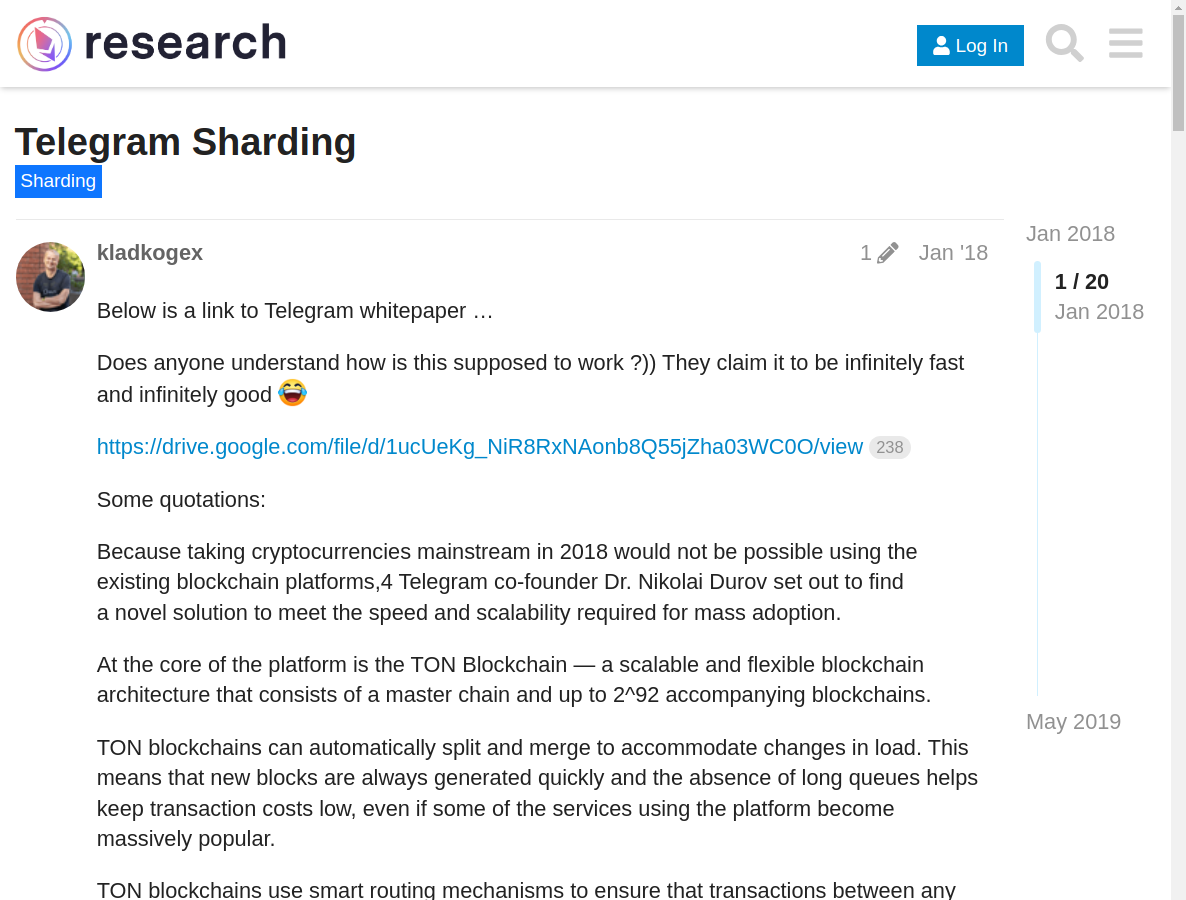 research
Log In
Telegram Sharding
Sharding
Jan 2018
kladkogex
1
Jan '18
1 / 20
Jan 2018
Below is a link to Telegram whitepaper …
Does anyone understand how is this supposed to work ?)) They claim it to be infinitely fast
and infinitely good
https://drive.google.com/file/d/1ucUeKg_NiR8RxNAonb8Q55jZha03WC0O/view 238
Some quotations:
Because taking cryptocurrencies mainstream in 2018 would not be possible using the
existing blockchain platforms,4 Telegram co-founder Dr. Nikolai Durov set out to find
a novel solution to meet the speed and scalability required for mass adoption.
At the core of the platform is the TON Blockchain — a scalable and flexible blockchain
architecture that consists of a master chain and up to 2^92 accompanying blockchains.
May 2019
TON blockchains can automatically split and merge to accommodate changes in load. This
means that new blocks are always generated quickly and the absence of long queues helps
keep transaction costs low, even if some of the services using the platform become
massively popular.
TON blockchains use smart routing mechanisms to ensure that transactions between any